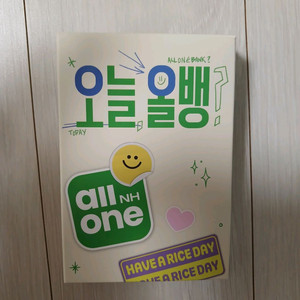 ALL ONE BANK?
오늘, 올뱅?
TODAY
all NH
one
HAVE A RICE DAY
HAVE A RICE DAY